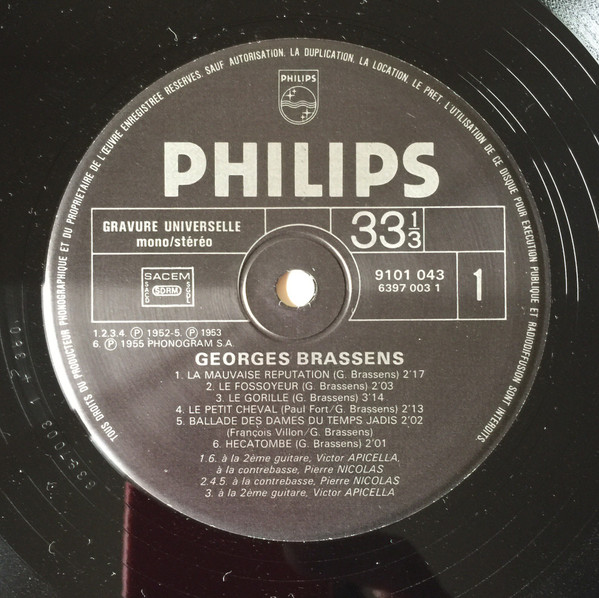 TOUS DROITS DU PRODUCTEUR PHONOGRAPHIQUE ET DU PROPRIETAIRE DE L'ŒUVRE ENREGISTREE RESERVES. SAUF AUTORISATION, LA DUPLICATION, LA LOCATION, LE PRET, L'UTILISATION DE CE DISQUE POUR EXECUTION PUBLIQUE ET RADIODIFFUSION SONT INTERDITS.
PHILIPS
PHILIPS
GRAVURE UNIVERSELLE
mono/stéréo
33 1/3
SACEM
SACD
SDRM
SGDL
9101 043
6397 003 1
1
1.2.3.4. Ⓟ 1952-5. Ⓟ 1953
6. Ⓟ 1955 PHONOGRAM S.A.
GEORGES BRASSENS
1. LA MAUVAISE REPUTATION (G. Brassens) 2'17
2. LE FOSSOYEUR (G. Brassens) 2'03
3. LE GORILLE (G. Brassens) 3'14
4. LE PETIT CHEVAL (Paul Fort/G. Brassens) 2'13
5. BALLADE DES DAMES DU TEMPS JADIS 2'02
(François Villon/G. Brassens)
6. HECATOMBE (G. Brassens) 2'01
1.6. à la 2ème guitare, Victor APICELLA,
à la contrebasse, Pierre NICOLAS
2.4.5. à la contrebasse, Pierre NICOLAS
3. à la 2ème guitare, Victor APICELLA